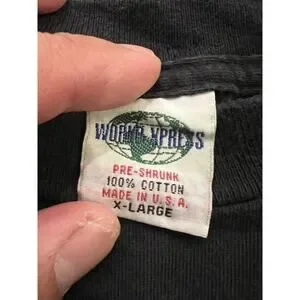 WORLD XPRESS
PRE-SHRUNK
100% COTTON
MADE IN U.S.A.
X-LARGE